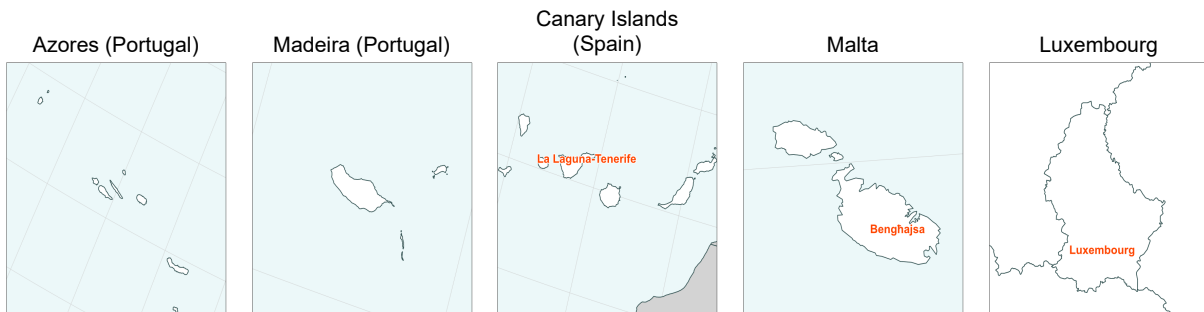 Azores (Portugal)
Madeira (Portugal)
Canary Islands
(Spain)
Malta
Luxembourg
La Laguna-Tenerife
Benghajsa
Luxembourg